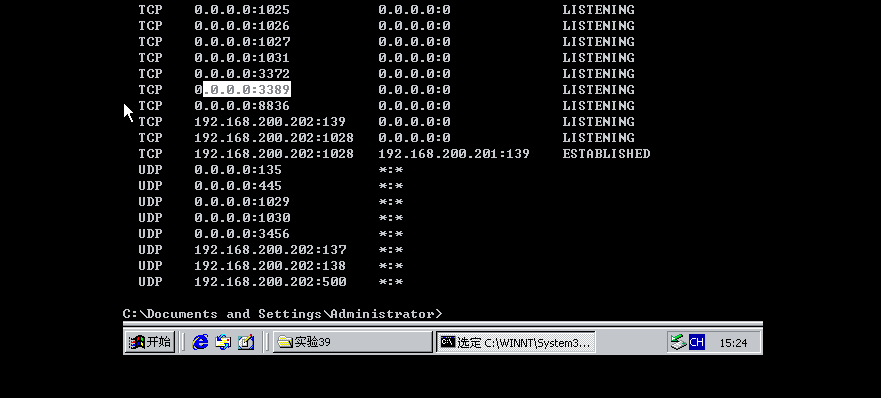 TCP 0.0.0.0:1025 0.0.0.0:0 LISTENING
TCP 0.0.0.0:1026 0.0.0.0:0 LISTENING
TCP 0.0.0.0:1027 0.0.0.0:0 LISTENING
TCP 0.0.0.0:1031 0.0.0.0:0 LISTENING
TCP 0.0.0.0:3372 0.0.0.0:0 LISTENING
TCP 0.0.0.0:3389 0.0.0.0:0 LISTENING
TCP 0.0.0.0:8836 0.0.0.0:0 LISTENING
TCP 192.168.200.202:139 0.0.0.0:0 LISTENING
TCP 192.168.200.202:1028 0.0.0.0:0 LISTENING
TCP 192.168.200.202:1028 192.168.200.201:139 ESTABLISHED
UDP 0.0.0.0:135 *:*
UDP 0.0.0.0:445 *:*
UDP 0.0.0.0:1029 *:*
UDP 0.0.0.0:1030 *:*
UDP 0.0.0.0:3456 *:*
UDP 192.168.200.202:137 *:*
UDP 192.168.200.202:138 *:*
UDP 192.168.200.202:500 *:*
C:\Documents and Settings\Administrator>
开始 实验39 选定 C:\WINNT\System3... CH 15:24